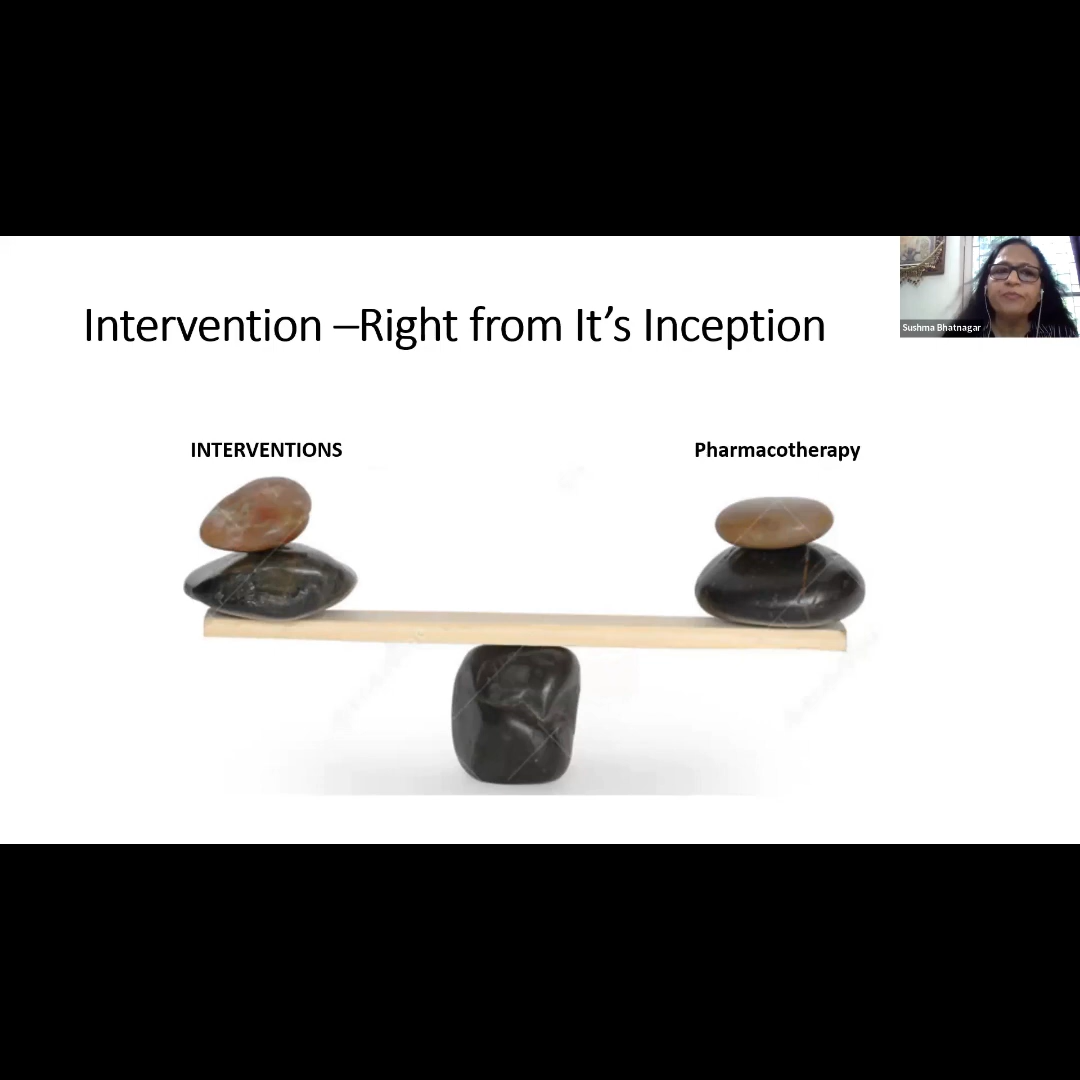 Intervention –Right from It’s Inception
Sushma Bhatnagar
INTERVENTIONS
Pharmacotherapy